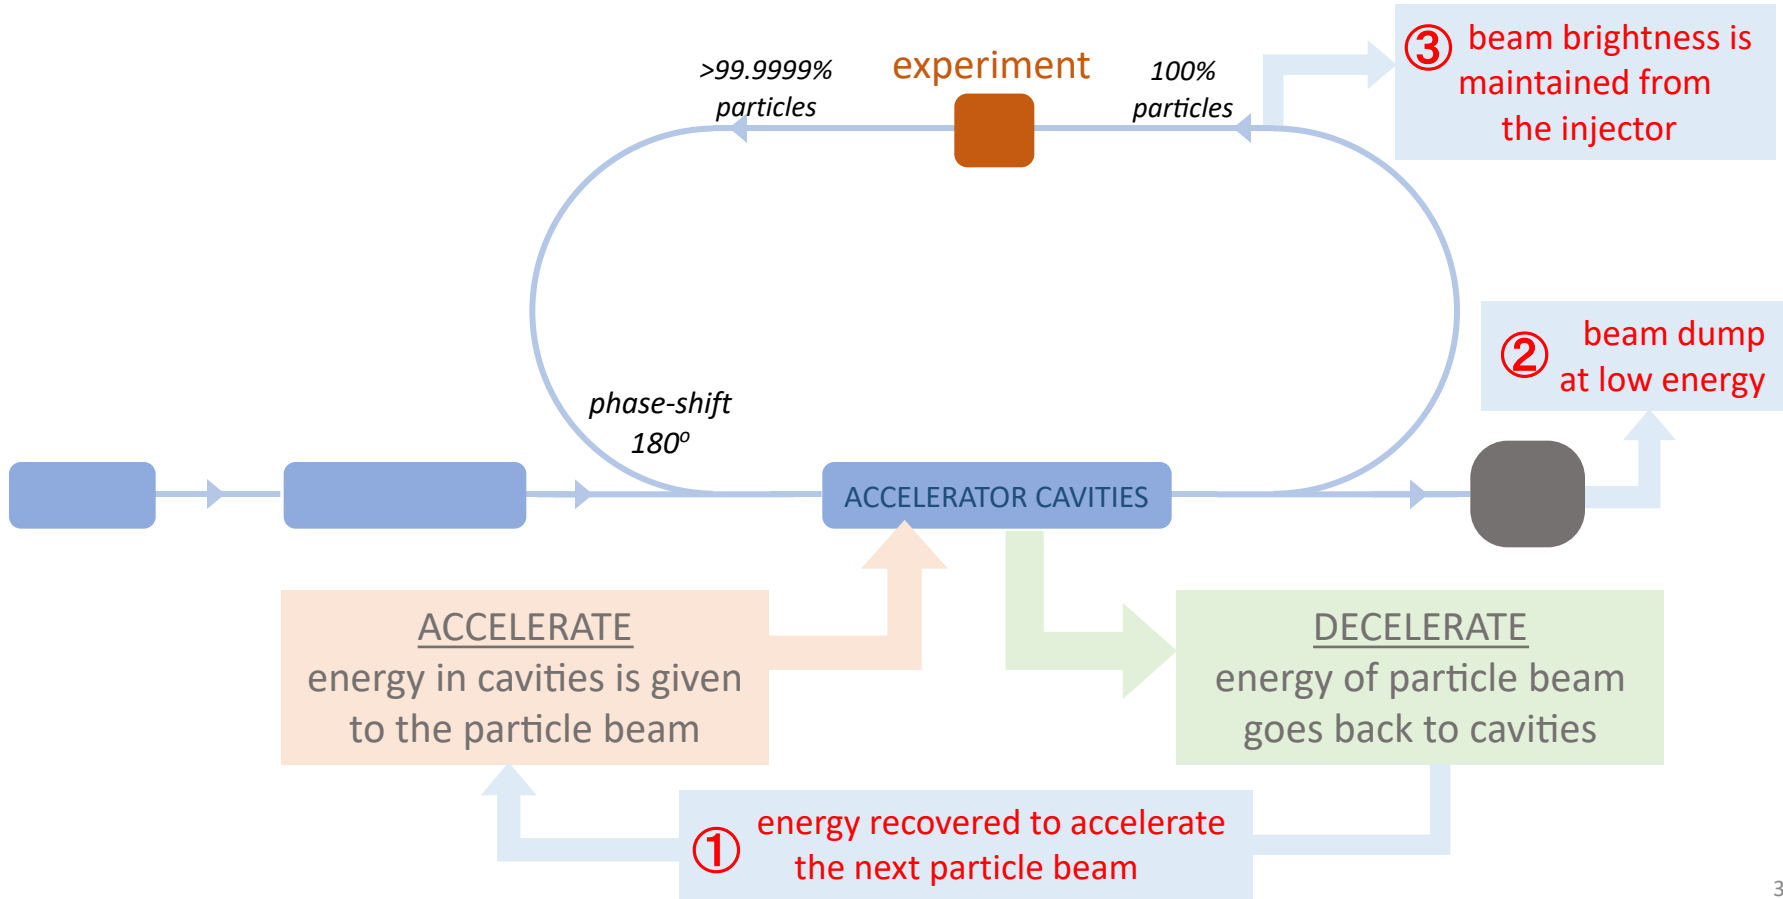 >99.9999%
particles
experiment
100%
particles
③ beam brightness is
maintained from
the injector
② beam dump
at low energy
phase-shift
180º
ACCELERATOR CAVITIES
ACCELERATE
energy in cavities is given
to the particle beam
DECELERATE
energy of particle beam
goes back to cavities
① energy recovered to accelerate
the next particle beam
3